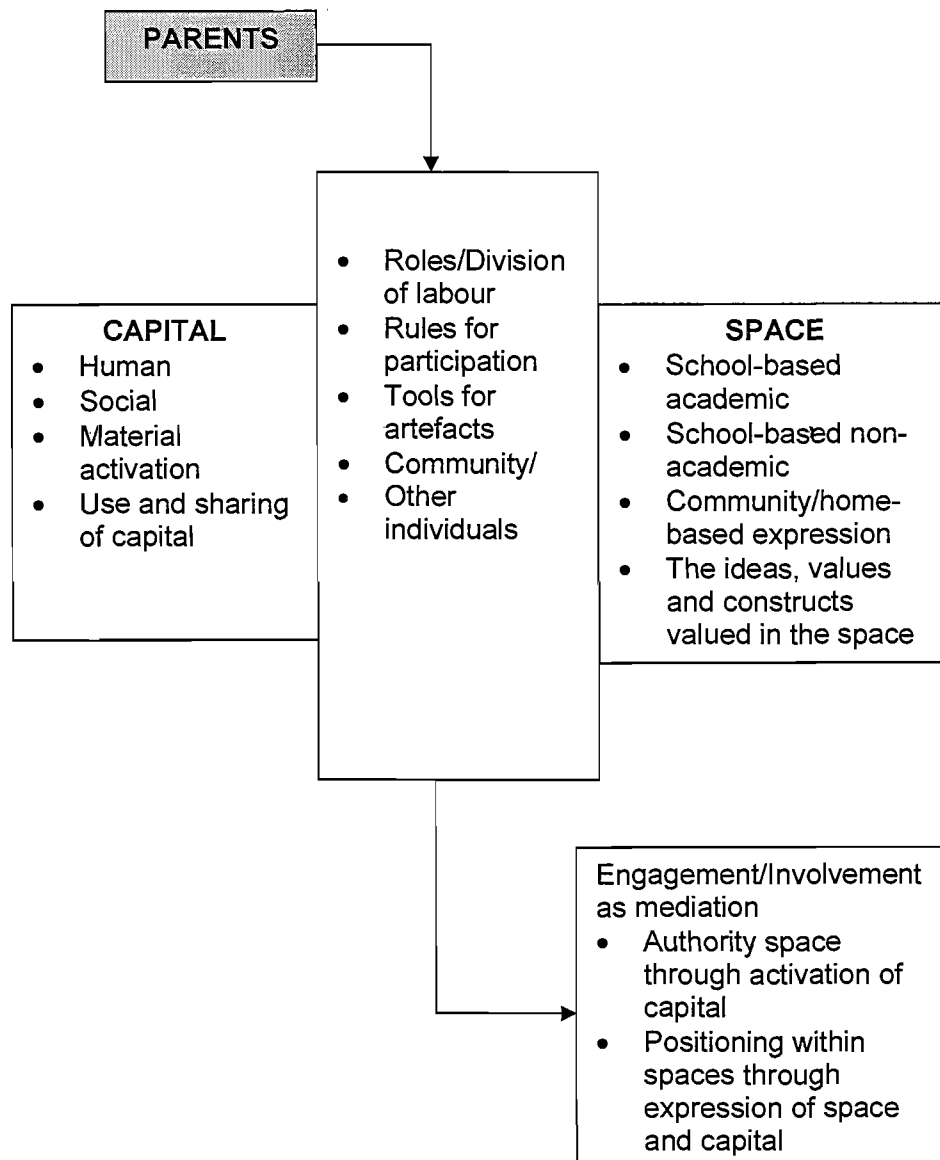 PARENTS
• Roles/Division
of labour
• Rules for
participation
• Tools for
artefacts
• Community/
• Other
individuals
CAPITAL
• Human
• Social
• Material
activation
• Use and sharing
of capital
SPACE
• School-based
academic
• School-based non-
academic
• Community/home-
based expression
• The ideas, values
and constructs
valued in the space
Engagement/Involvement
as mediation
• Authority space
through activation of
capital
• Positioning within
spaces through
expression of space
and capital